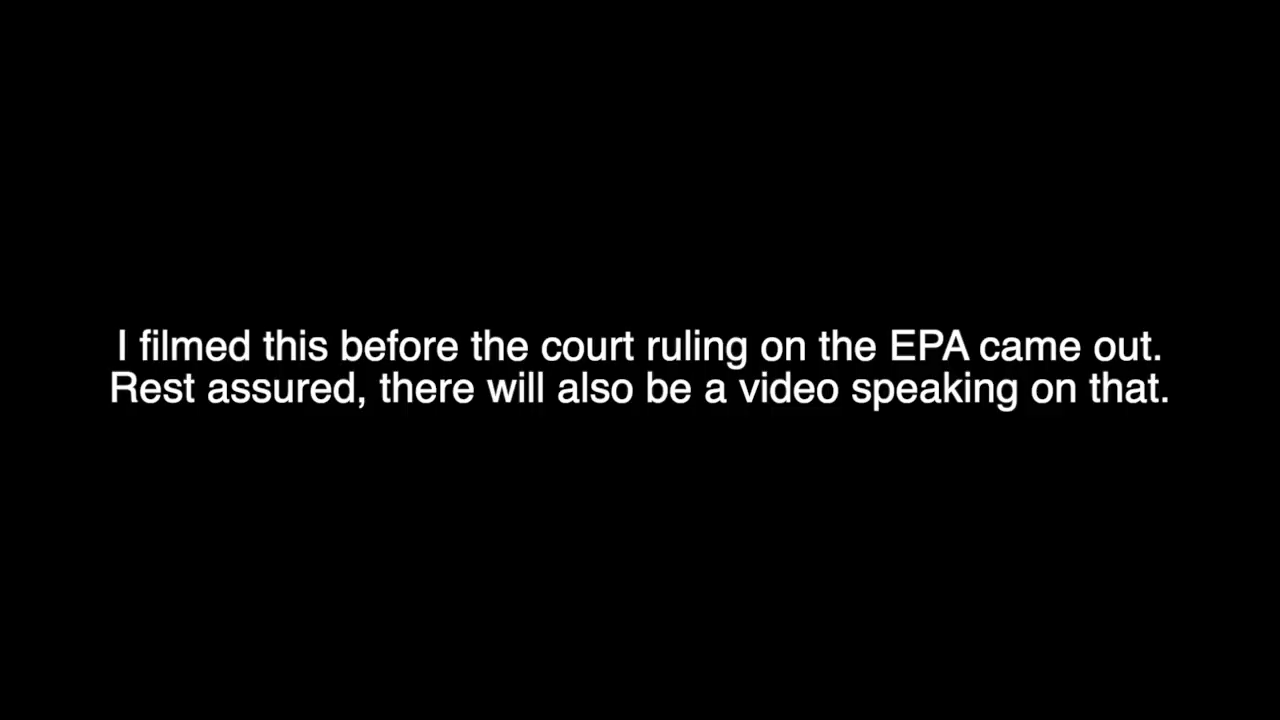 I filmed this before the court ruling on the EPA came out.
Rest assured, there will also be a video speaking on that.